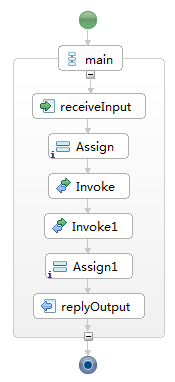 main
receiveInput
Assign
Invoke
Invoke1
Assign1
replyOutput